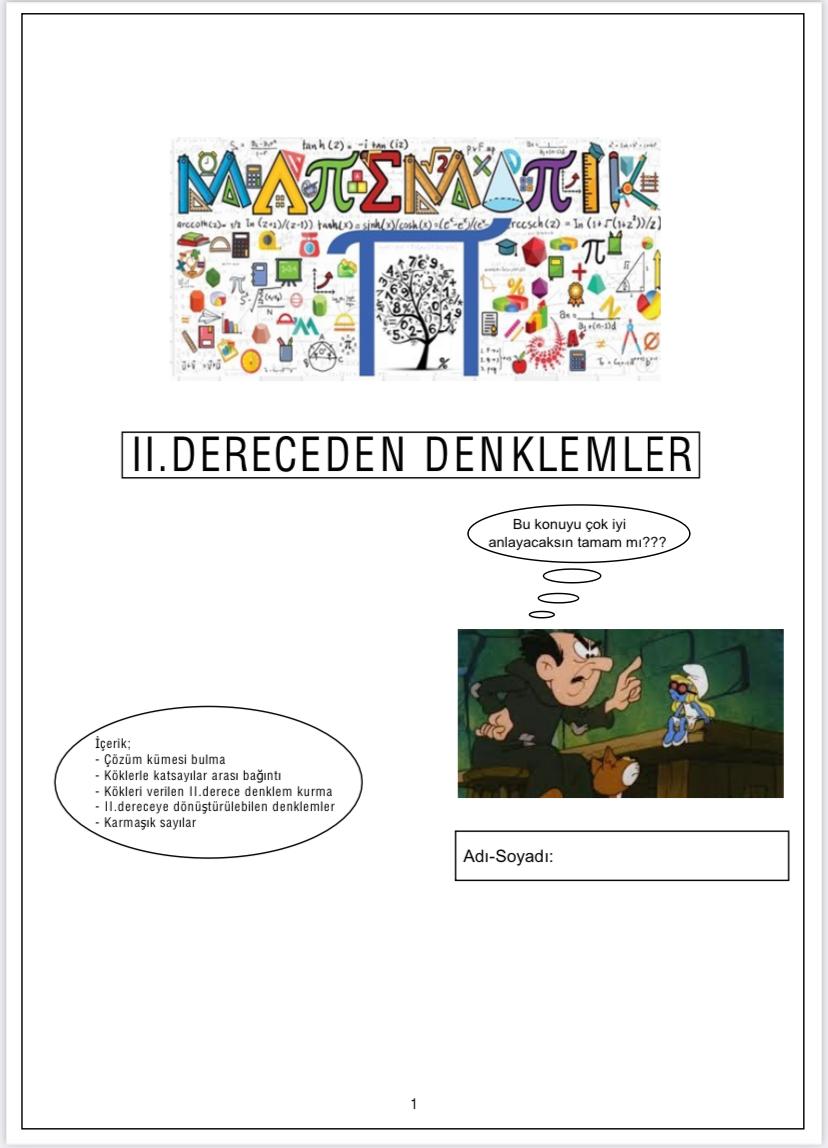 MATEMATİK
II.DERECEDEN DENKLEMLER
Bu konuyu çok iyi
anlayacaksın tamam mı???
İçerik;
- Çözüm kümesi bulma
- Köklerle katsayılar arası bağıntı
- Kökleri verilen II.derece denklem kurma
- II.dereceye dönüştürülebilen denklemler
- Karmaşık sayılar
Adı-Soyadı:
1